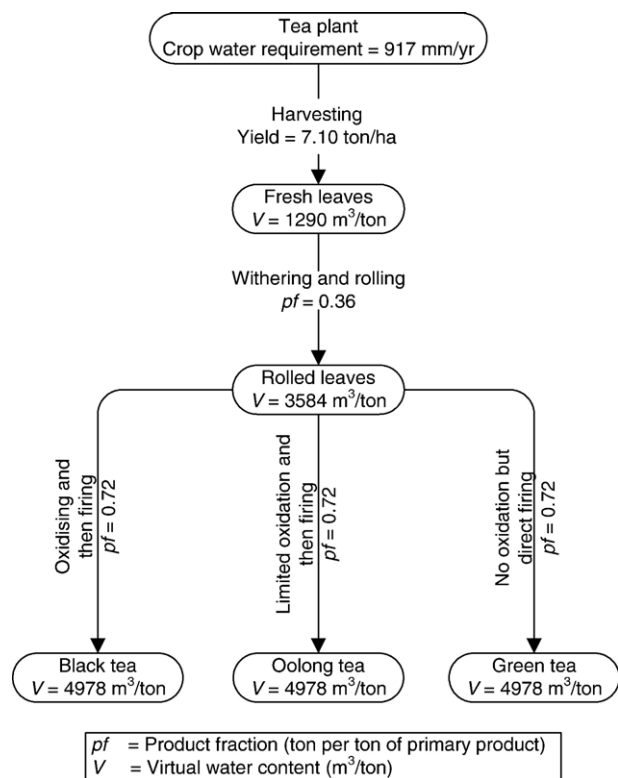 Tea plant
Crop water requirement = 917 mm/yr
Harvesting
Yield = 7.10 ton/ha
Fresh leaves
V = 1290 m³/ton
Withering and rolling
pf = 0.36
Rolled leaves
V = 3584 m³/ton
Oxidising and
then firing
pf = 0.72
Limited oxidation and
then firing
pf = 0.72
No oxidation but
direct firing
pf = 0.72
Black tea
V = 4978 m³/ton
Oolong tea
V = 4978 m³/ton
Green tea
V = 4978 m³/ton
pf = Product fraction (ton per ton of primary product)
V = Virtual water content (m³/ton)